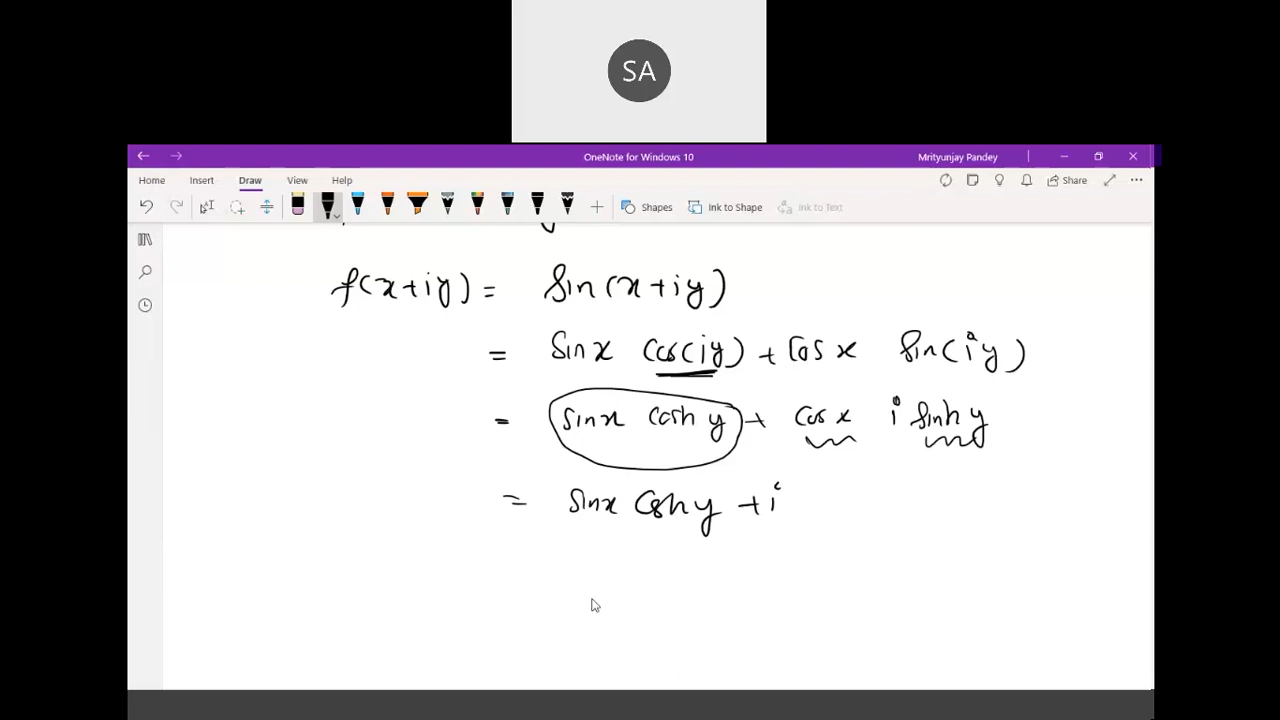 SA
OneNote for Windows 10
Mrityunjay Pandey
Home Insert Draw View Help
Share
Shapes Ink to Shape Ink to Text
f(x+iy) = Sin(x+iy)
= Sinx Cos(iy) + Cos x Sin(iy)
= Sinx Cosh y + Cos x i Sinh y
= Sinx Cosh y + i